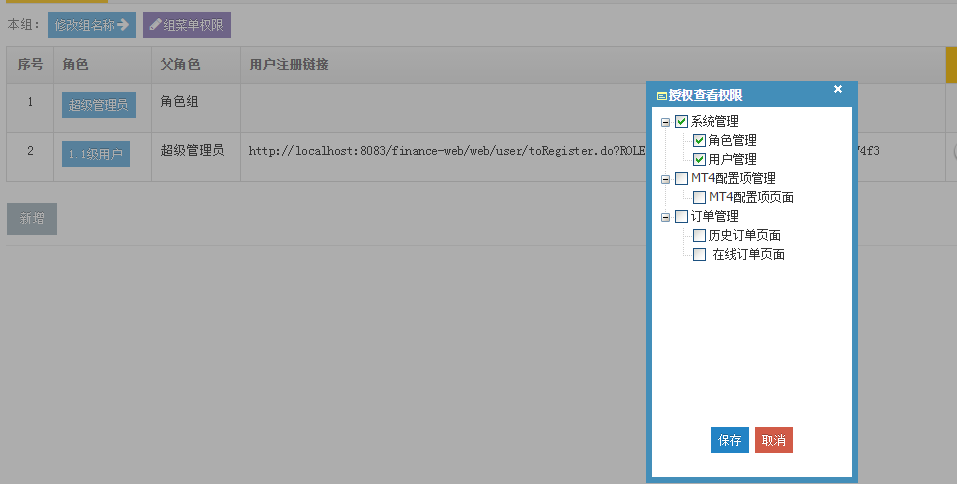 本组： 修改组名称 组菜单权限
序号 角色 父角色 用户注册链接
1 超级管理员 角色组
2 1.1级用户 超级管理员 http://localhost:8083/finance-web/web/user/toRegister.do?ROLE 4f3
新增
授权查看权限
系统管理
角色管理
用户管理
MT4配置项管理
MT4配置项页面
订单管理
历史订单页面
在线订单页面
保存 取消